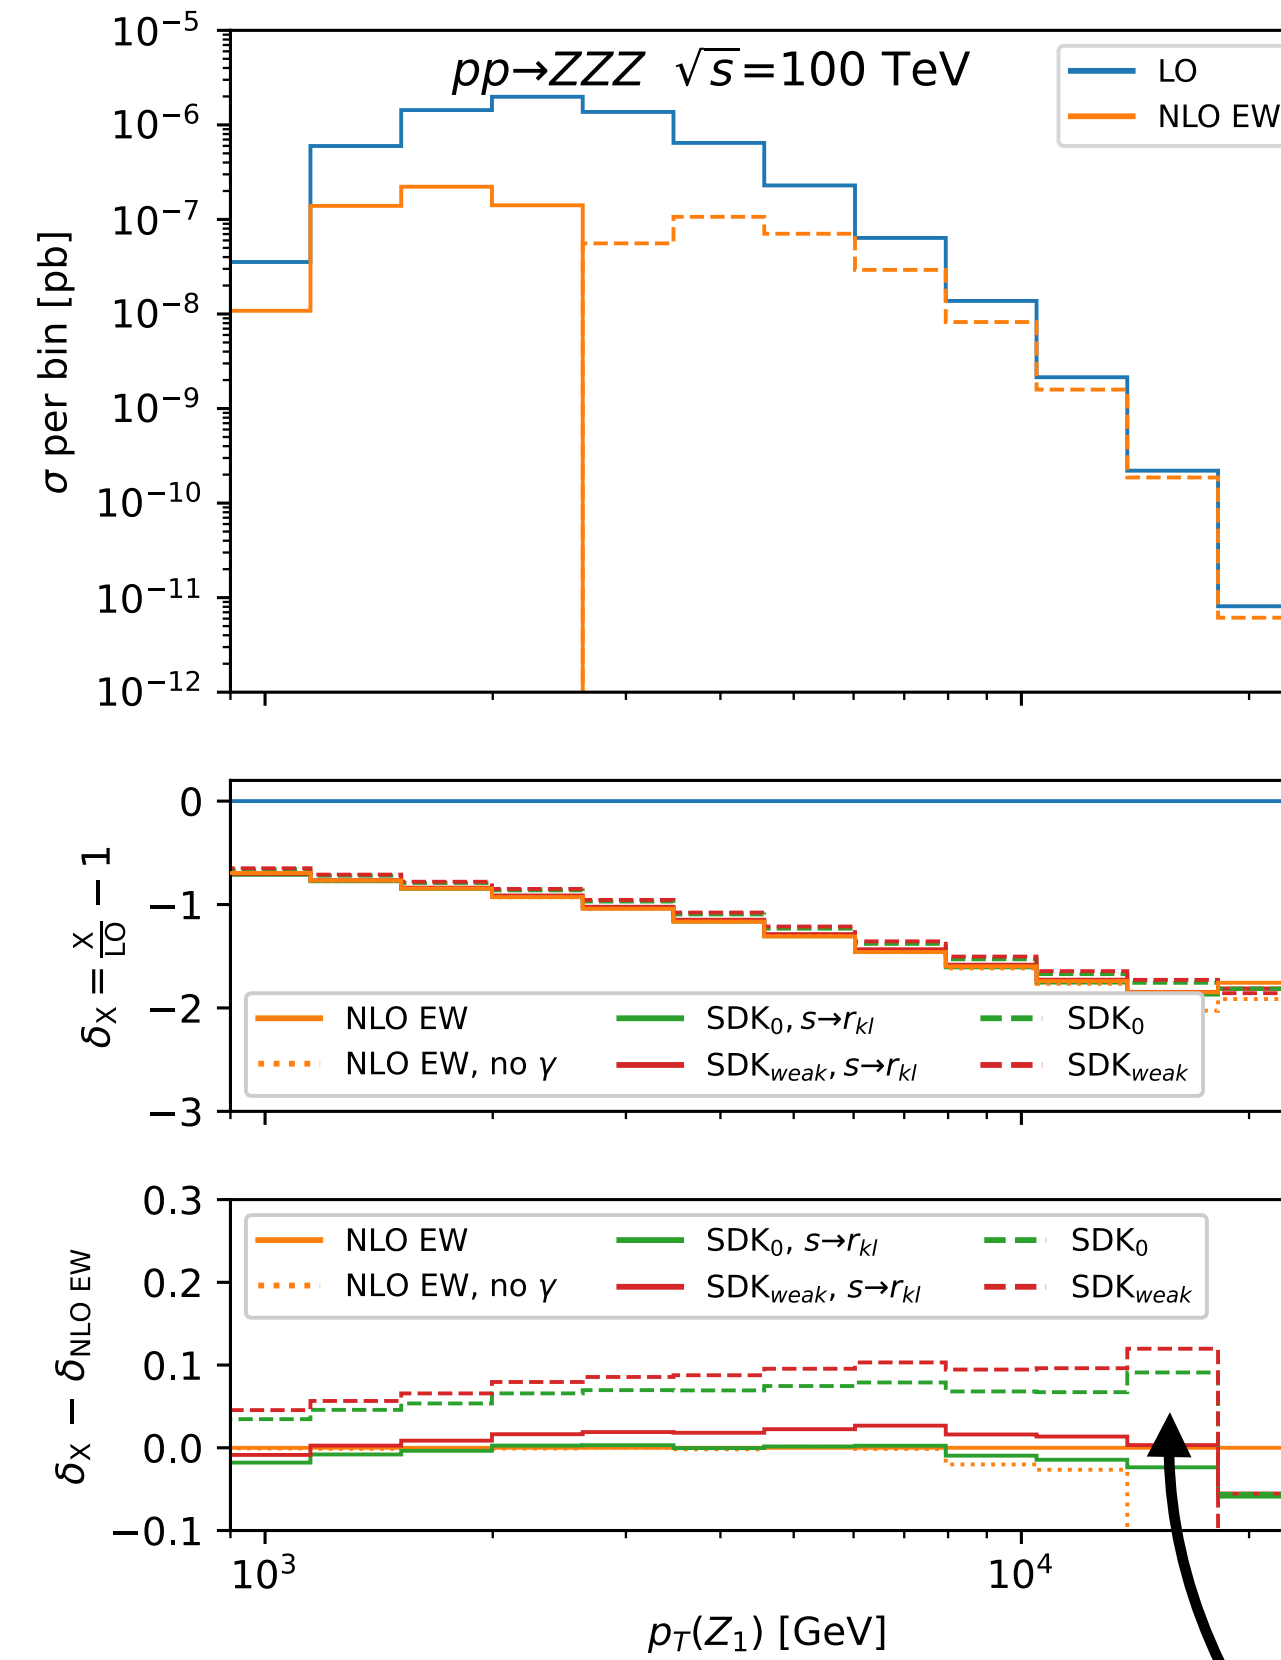 pp→ZZZ √s=100 TeV
LO
NLO EW
10⁻⁵
10⁻⁶
10⁻⁷
10⁻⁸
10⁻⁹
10⁻¹⁰
10⁻¹¹
10⁻¹²
σ per bin [pb]
0
−1
−2
−3
δ_X = X/LO − 1
NLO EW
NLO EW, no γ
SDK₀, s→r_kl
SDK_weak, s→r_kl
SDK₀
SDK_weak
0.3
0.2
0.1
0.0
−0.1
δ_X − δ_NLO EW
NLO EW
NLO EW, no γ
SDK₀, s→r_kl
SDK_weak, s→r_kl
SDK₀
SDK_weak
10³
10⁴
p_T(Z₁) [GeV]